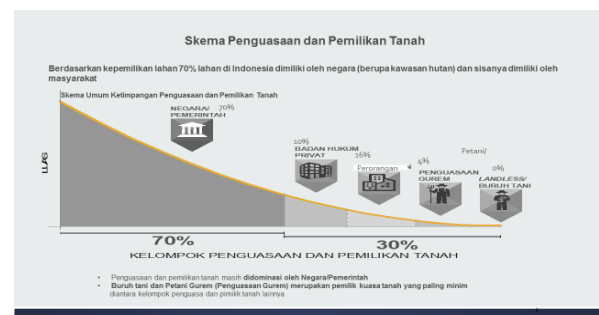 Skema Penguasaan dan Pemilikan Tanah
Berdasarkan kepemilikan lahan 70% lahan di Indonesia dimiliki oleh negara (berupa kawasan hutan) dan sisanya dimiliki oleh
masyarakat
Skema Umum Ketimpangan Penguasaan dan Pemilikan Tanah
NEGARA/ 70%
PEMERINTAH
10%
BADAN HUKUM
PRIVAT
16%
Perorangan
Petani/
4%
PENGUASAAN
GUREM
0%
LANDLESS/
BURUH TANI
LUAS
70%
30%
KELOMPOK PENGUASAAN DAN PEMILIKAN TANAH
• Penguasaan dan pemilikan tanah masih didominasi oleh Negara/Pemerintah
• Buruh tani dan Petani Gurem (Penguasaan Gurem) merupakan pemilik kuasa tanah yang paling minim
diantara kelompok penguasa dan pimilik tanah lainnya